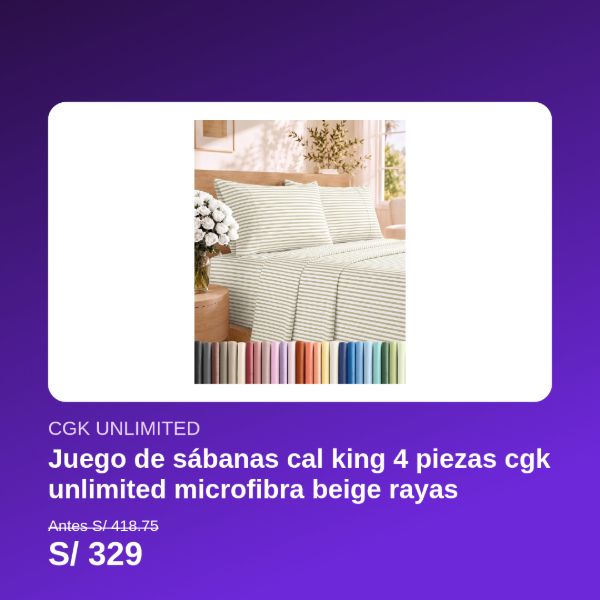 CGK UNLIMITED
Juego de sábanas cal king 4 piezas cgk
unlimited microfibra beige rayas
Antes S/ 418.75
S/ 329